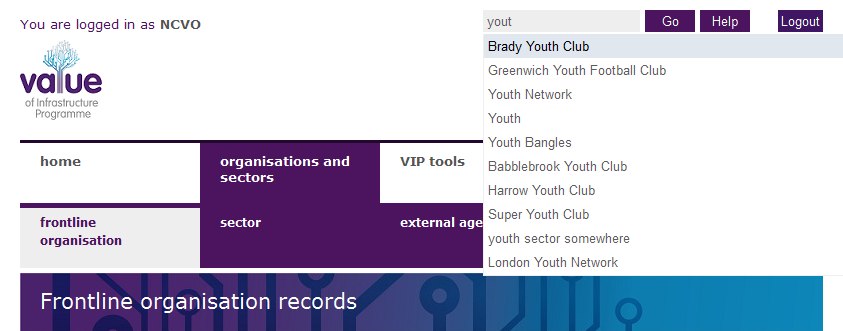 You are logged in as NCVO
yout
Go
Help
Logout
value
of Infrastructure
Programme
Brady Youth Club
Greenwich Youth Football Club
Youth Network
Youth
Youth Bangles
Babblebrook Youth Club
Harrow Youth Club
Super Youth Club
youth sector somewhere
London Youth Network
home
organisations and
sectors
VIP tools
frontline
organisation
sector
external age
Frontline organisation records